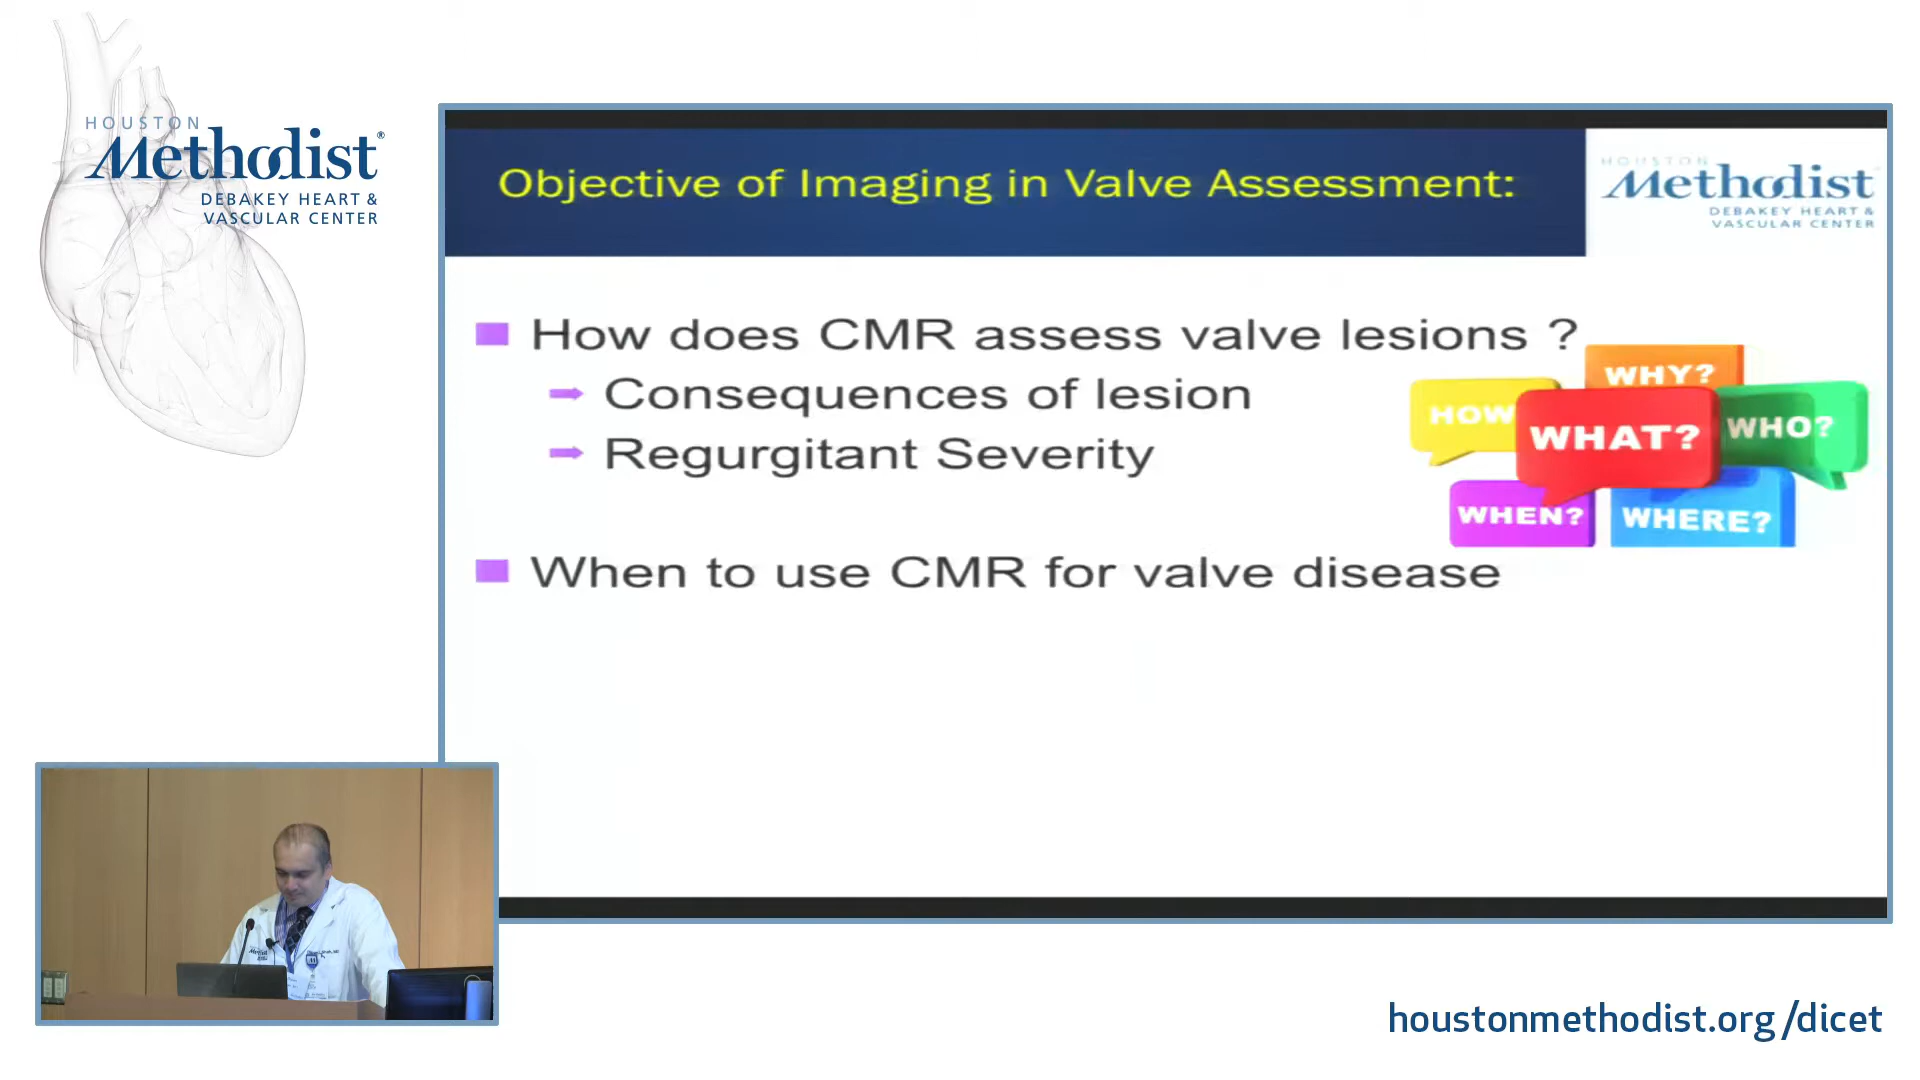 HOUSTON
Methodist®
DEBAKEY HEART &
VASCULAR CENTER
Objective of Imaging in Valve Assessment:
HOUSTON
Methodist
DEBAKEY HEART &
VASCULAR CENTER
How does CMR assess valve lesions ?
Consequences of lesion
Regurgitant Severity
When to use CMR for valve disease
WHY?
HOW
WHAT?
WHO?
WHEN?
WHERE?
houstonmethodist.org/dicet